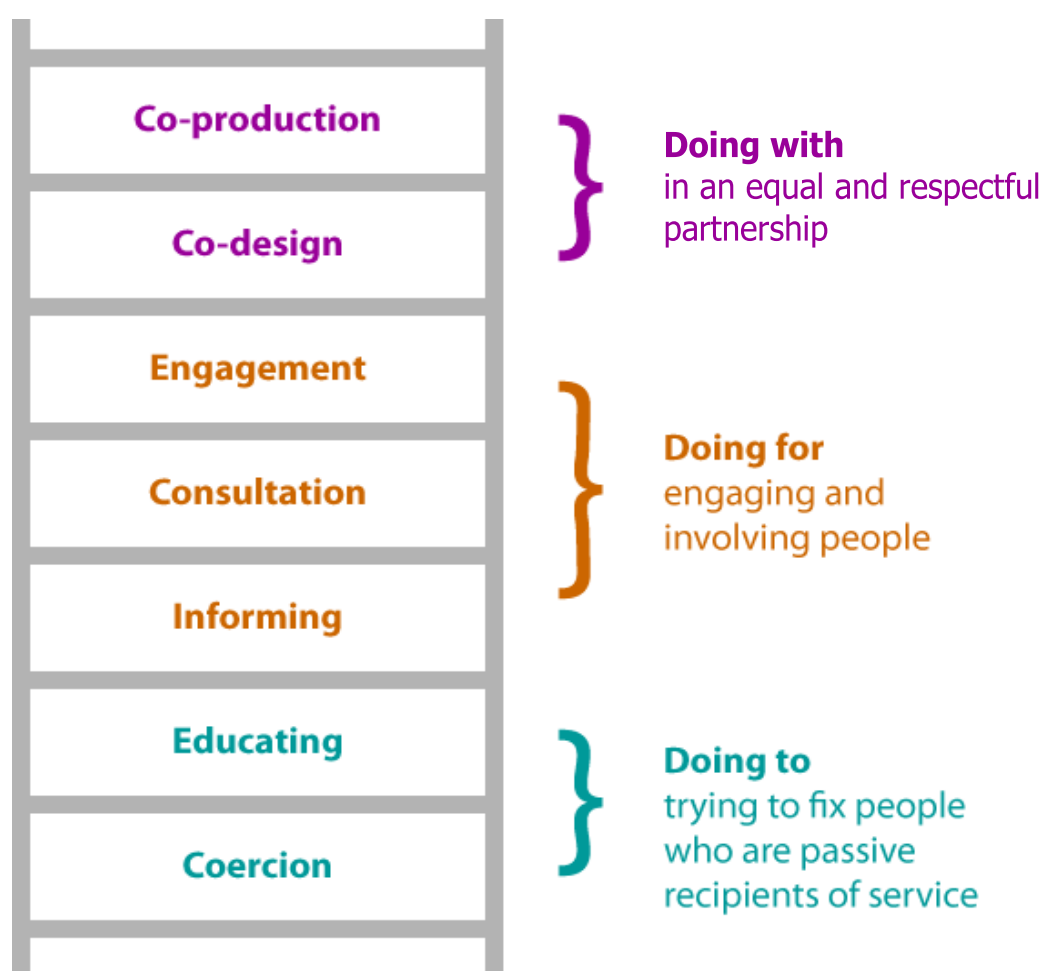 Co-production
Co-design
Doing with
in an equal and respectful
partnership
Engagement
Consultation
Informing
Doing for
engaging and
involving people
Educating
Coercion
Doing to
trying to fix people
who are passive
recipients of service